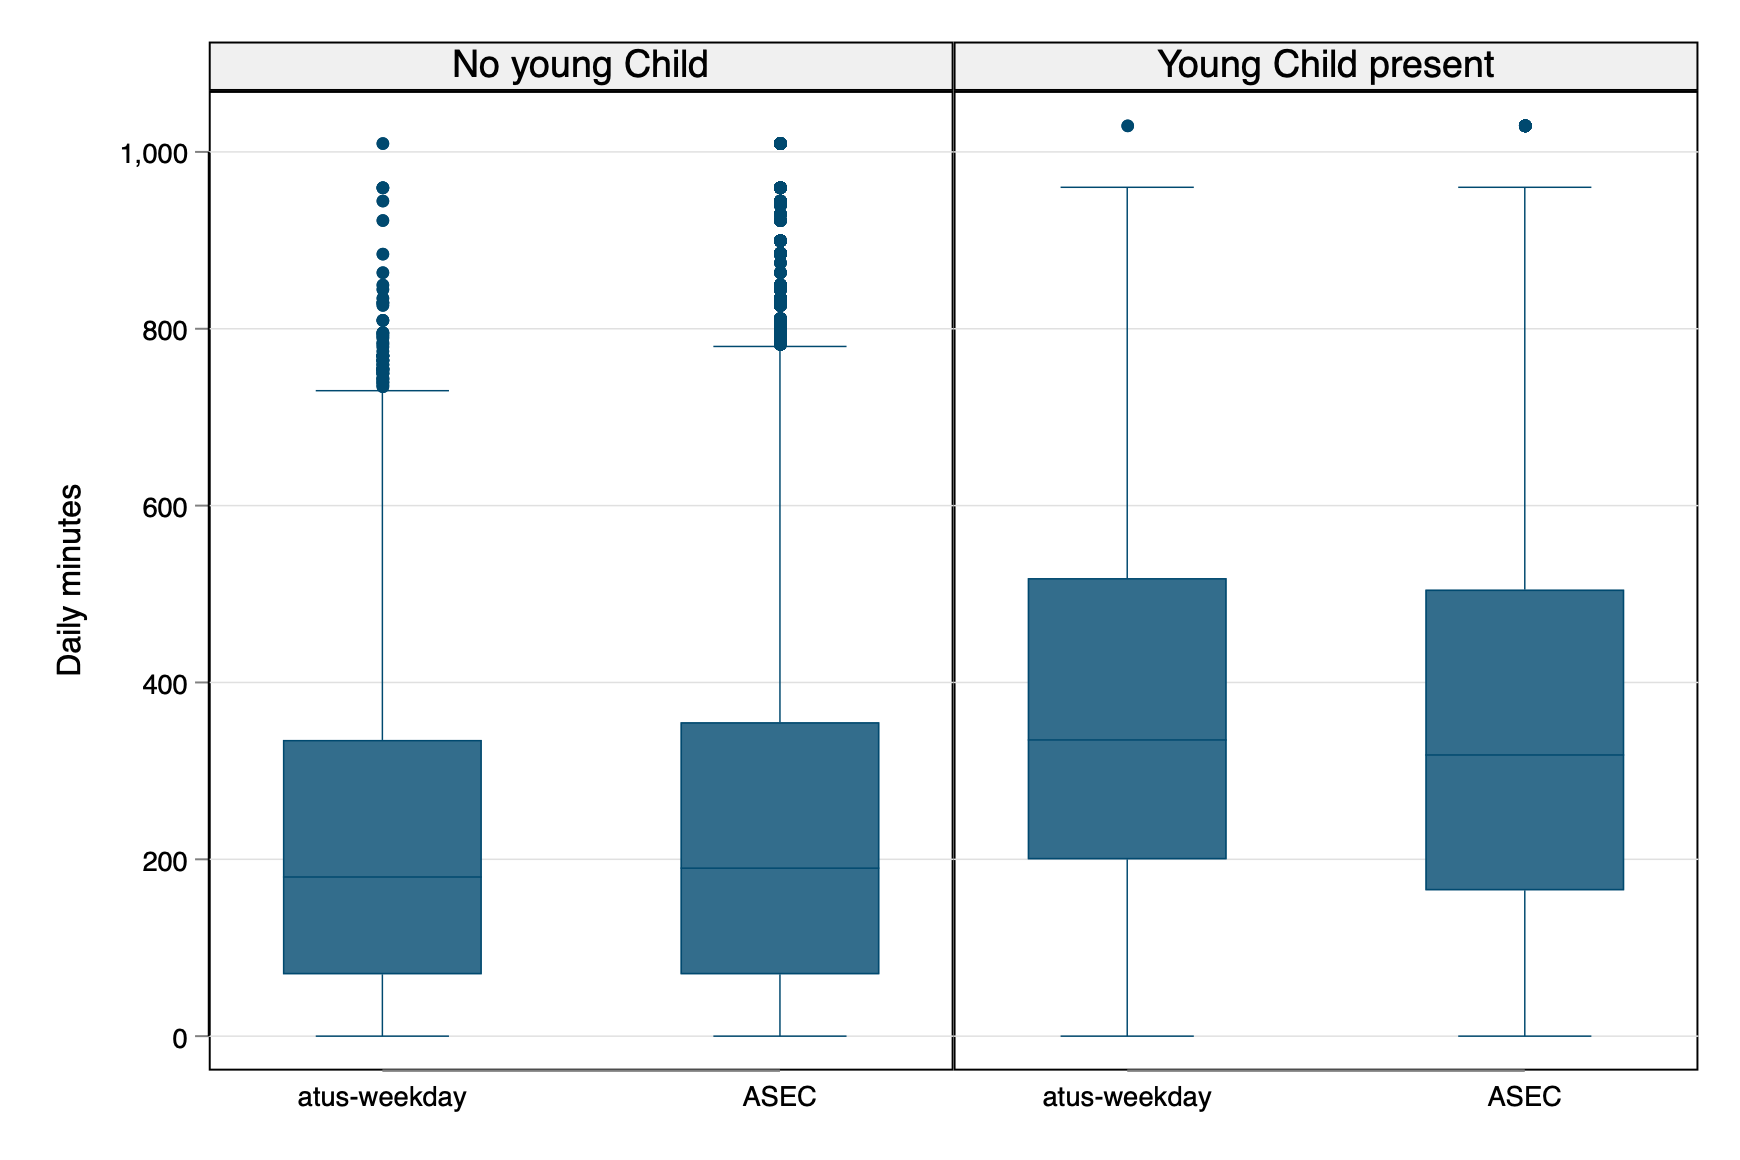 No young Child
Young Child present
Daily minutes
1,000
800
600
400
200
0
atus-weekday
ASEC
atus-weekday
ASEC